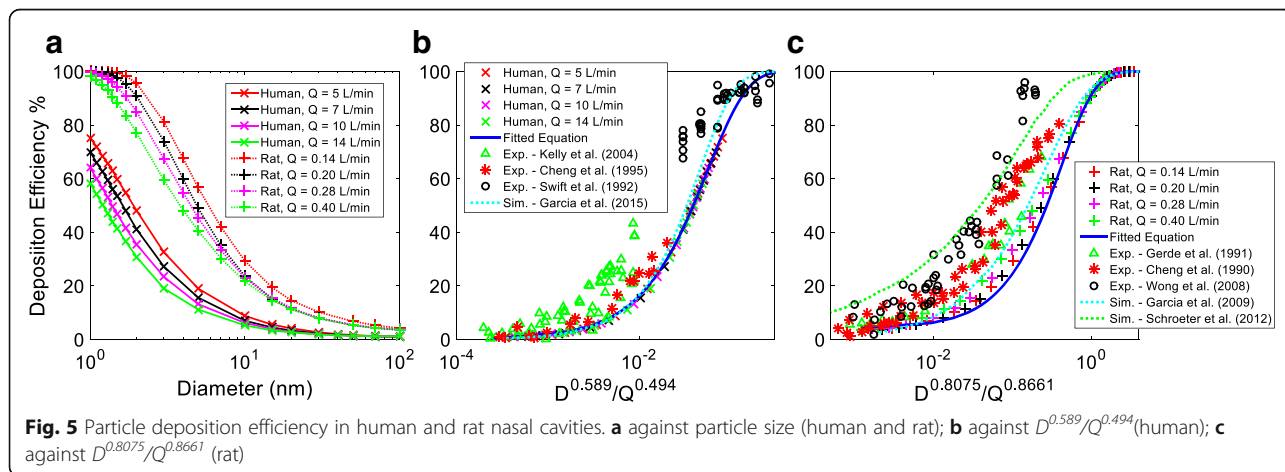 a
b
c
Deposiiton Efficiency %
100
80
60
40
20
0
10^0
10^1
10^2
Diameter (nm)
Human, Q = 5 L/min
Human, Q = 7 L/min
Human, Q = 10 L/min
Human, Q = 14 L/min
Rat, Q = 0.14 L/min
Rat, Q = 0.20 L/min
Rat, Q = 0.28 L/min
Rat, Q = 0.40 L/min
100
80
60
40
20
0
10^-4
10^-2
D^0.589/Q^0.494
Human, Q = 5 L/min
Human, Q = 7 L/min
Human, Q = 10 L/min
Human, Q = 14 L/min
Fitted Equation
Exp. - Kelly et al. (2004)
Exp. - Cheng et al. (1995)
Exp. - Swift et al. (1992)
Sim. - Garcia et al. (2015)
100
80
60
40
20
0
10^-2
10^0
D^0.8075/Q^0.8661
Rat, Q = 0.14 L/min
Rat, Q = 0.20 L/min
Rat, Q = 0.28 L/min
Rat, Q = 0.40 L/min
Fitted Equation
Exp. - Gerde et al. (1991)
Exp. - Cheng et al. (1990)
Exp. - Wong et al. (2008)
Sim. - Garcia et al. (2009)
Sim. - Schroeter et al. (2012)
Fig. 5 Particle deposition efficiency in human and rat nasal cavities. a against particle size (human and rat); b against D^0.589/Q^0.494(human); c
against D^0.8075/Q^0.8661 (rat)